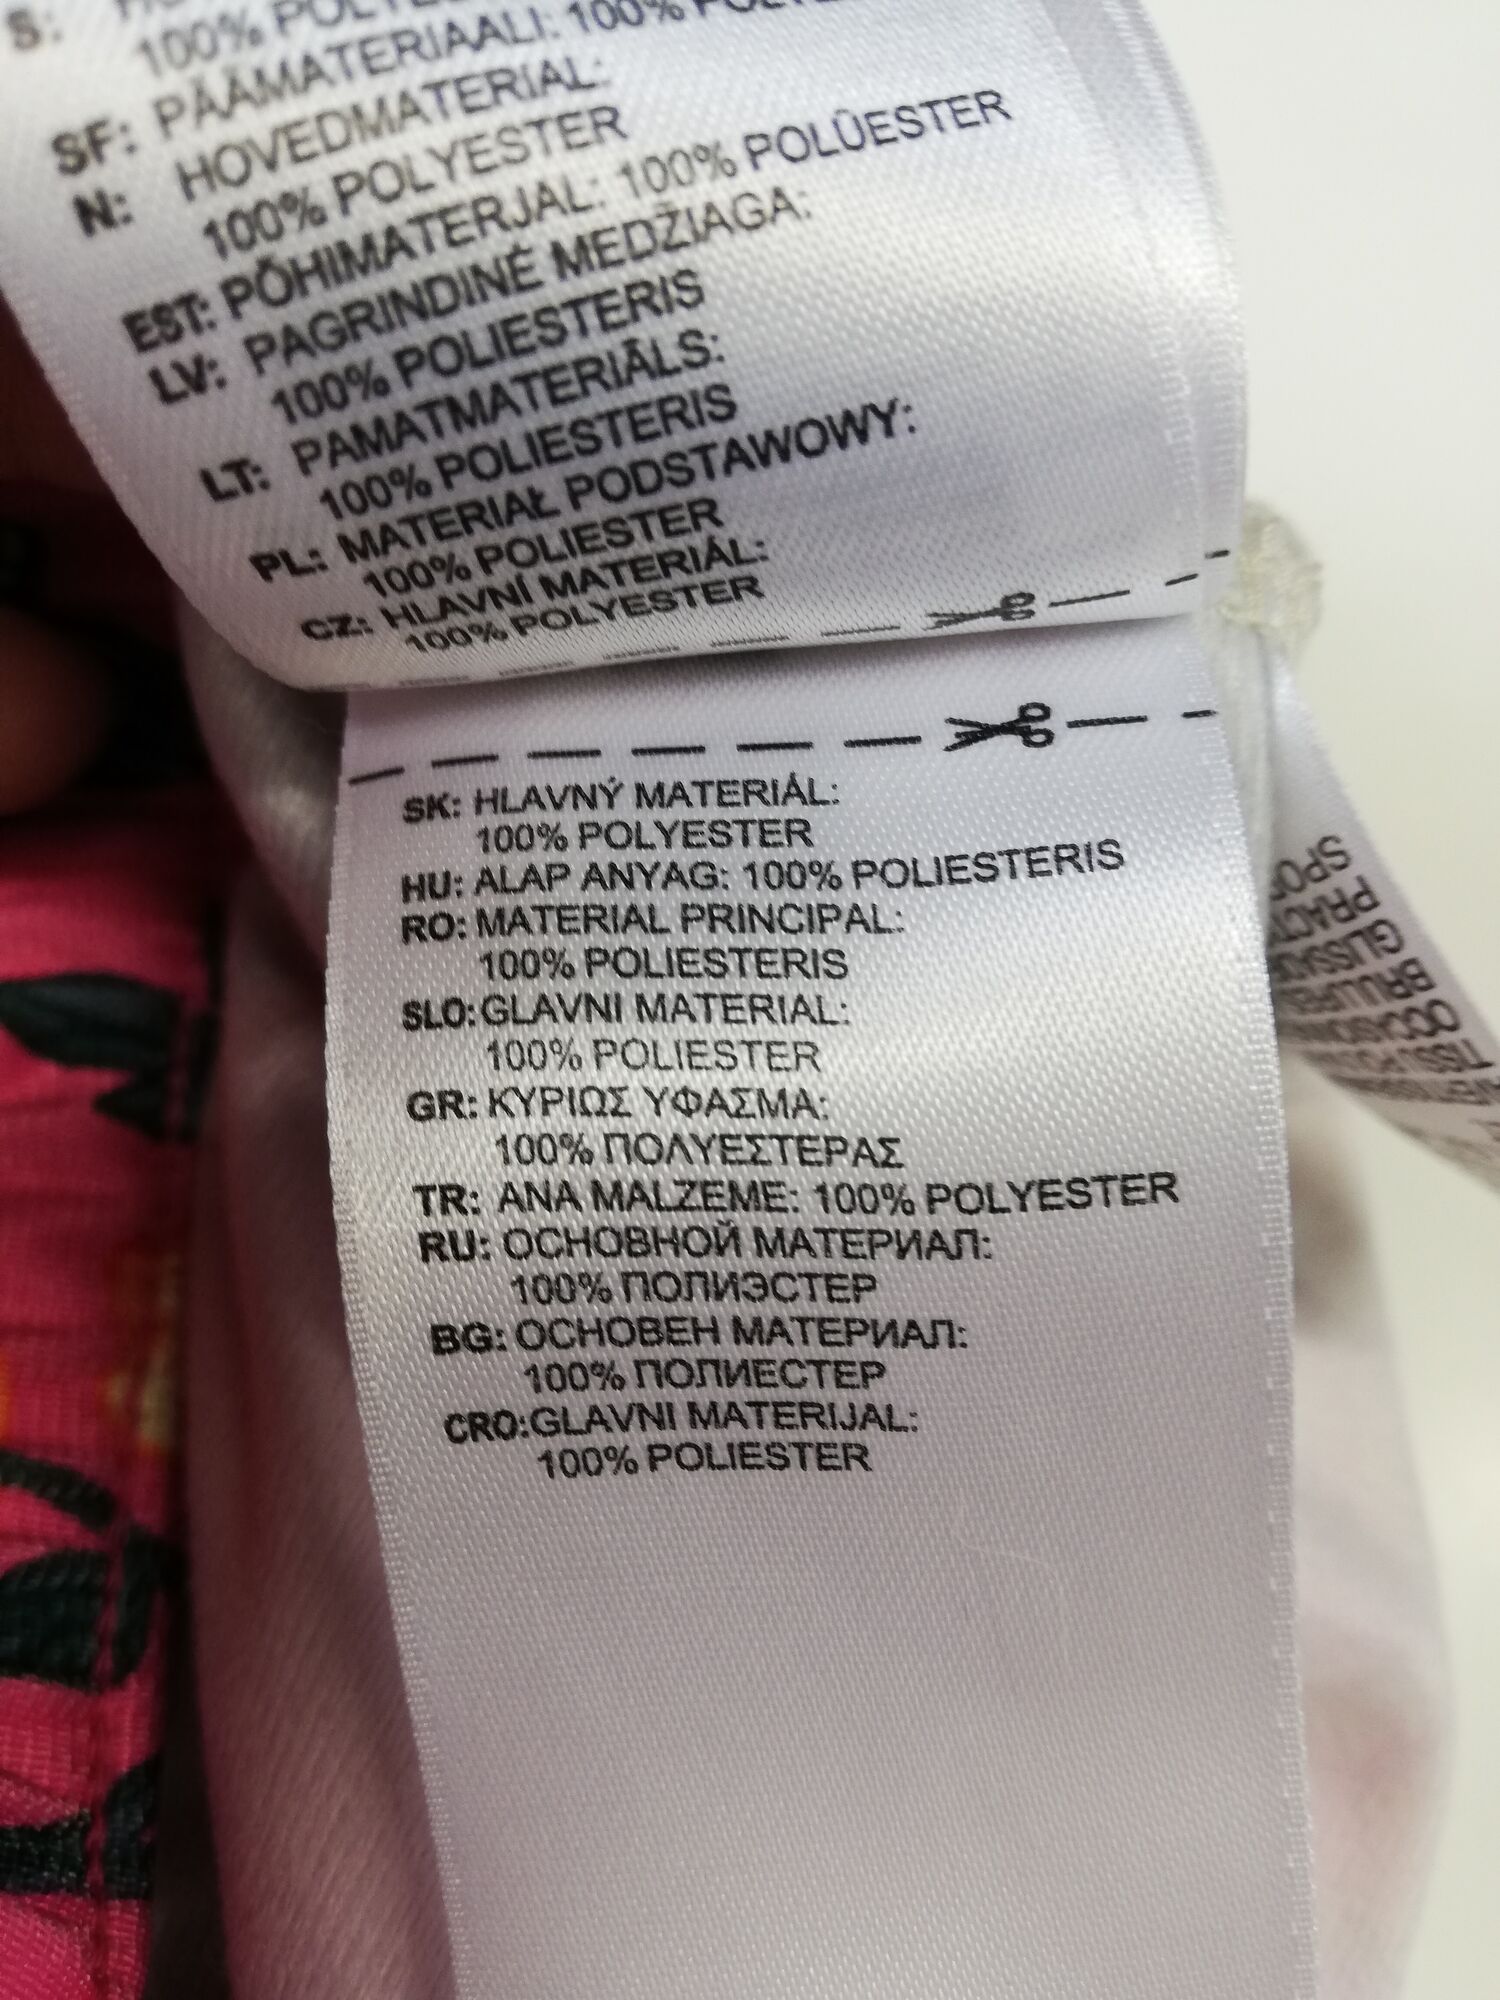 S:
100%
SF: PÄÄMATERIAALI: 100%
N: HOVEDMATERIAL:
100% POLYESTER
EST: PÕHIMATERJAL: 100% POLÜESTER
LV: PAGRINDINĖ MEDŽIAGA:
100% POLIESTERIS
LT: PAMATMATERIĀLS:
100% POLIESTERIS
PL: MATERIAŁ PODSTAWOWY:
100% POLIESTER
CZ: HLAVNÍ MATERIÁL:
100% POLYESTER
SK: HLAVNÝ MATERIÁL:
100% POLYESTER
HU: ALAP ANYAG: 100% POLIESTERIS
RO: MATERIAL PRINCIPAL:
100% POLIESTERIS
SLO: GLAVNI MATERIAL:
100% POLIESTER
GR: ΚΥΡΙΩΣ ΥΦΑΣΜΑ:
100% ΠΟΛΥΕΣΤΕΡΑΣ
TR: ANA MALZEME: 100% POLYESTER
RU: ОСНОВНОЙ МАТЕРИАЛ:
100% ПОЛИЭСТЕР
BG: ОСНОВЕН МАТЕРИАЛ:
100% ПОЛИЕСТЕР
CRO: GLAVNI MATERIJAL:
100% POLIESTER